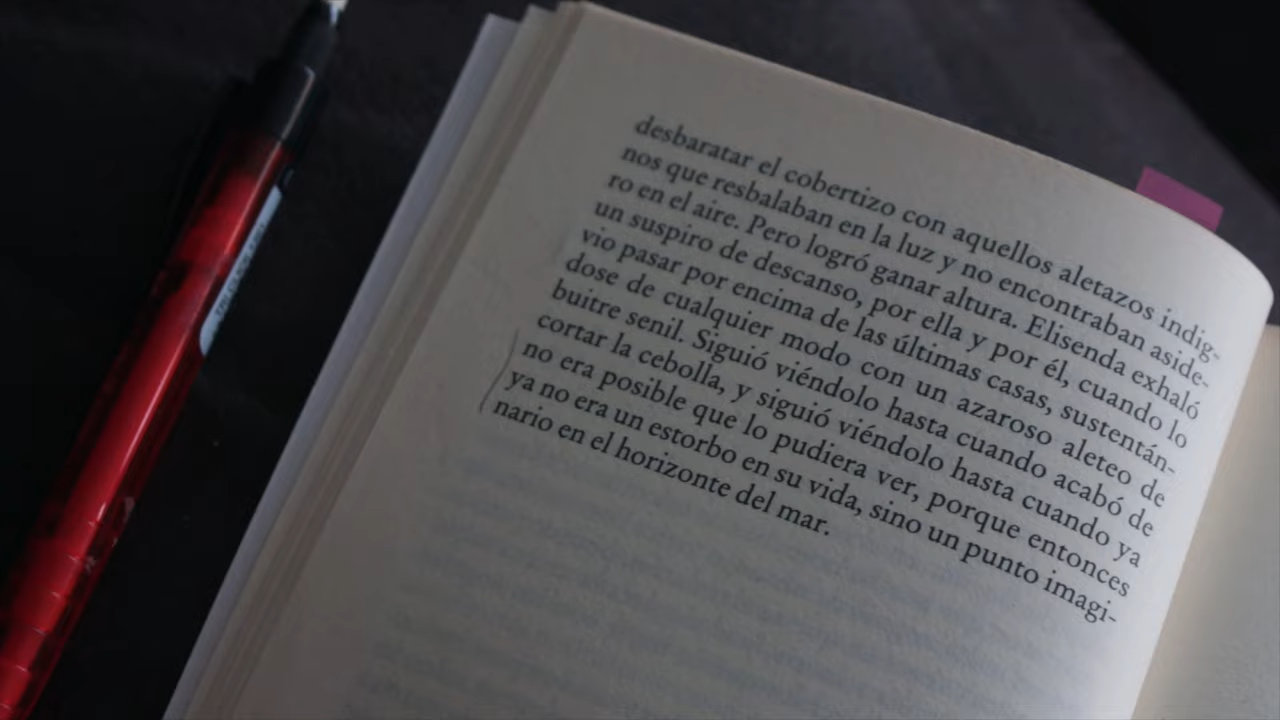 desbaratar el cobertizo con aquellos aletazos indig-
nos que resbalaban en la luz y no encontraban aside-
ro en el aire. Pero logró ganar altura. Elisenda exhaló
un suspiro de descanso, por ella y por él, cuando lo
vio pasar por encima de las últimas casas, sustentán-
dose de cualquier modo con un azaroso aleteo de
buitre senil. Siguió viéndolo hasta cuando acabó de
cortar la cebolla, y siguió viéndolo hasta cuando ya
no era posible que lo pudiera ver, porque entonces
ya no era un estorbo en su vida, sino un punto imagi-
nario en el horizonte del mar.